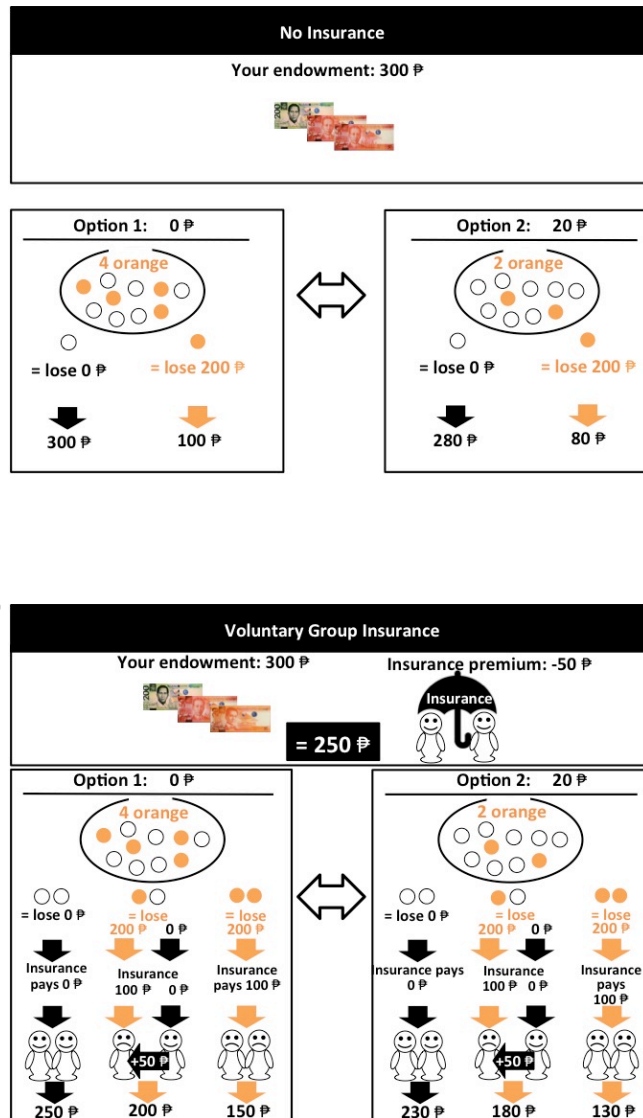 No Insurance
Your endowment: 300 ₱
200
Option 1: 0 ₱
4 orange
= lose 0 ₱
= lose 200 ₱
300 ₱
100 ₱
Option 2: 20 ₱
2 orange
= lose 0 ₱
= lose 200 ₱
280 ₱
80 ₱
Voluntary Group Insurance
Your endowment: 300 ₱
Insurance premium: -50 ₱
200
Insurance
= 250 ₱
Option 1: 0 ₱
4 orange
= lose 0 ₱
= lose
200 ₱
0 ₱
= lose
200 ₱
Insurance
pays 0 ₱
Insurance
100 ₱
0 ₱
Insurance
pays 100 ₱
+50 ₱
250 ₱
200 ₱
150 ₱
Option 2: 20 ₱
2 orange
= lose 0 ₱
= lose
200 ₱
0 ₱
= lose
200 ₱
Insurance pays
0 ₱
Insurance
100 ₱
0 ₱
Insurance
pays
100 ₱
+50 ₱
230 ₱
180 ₱
130 ₱